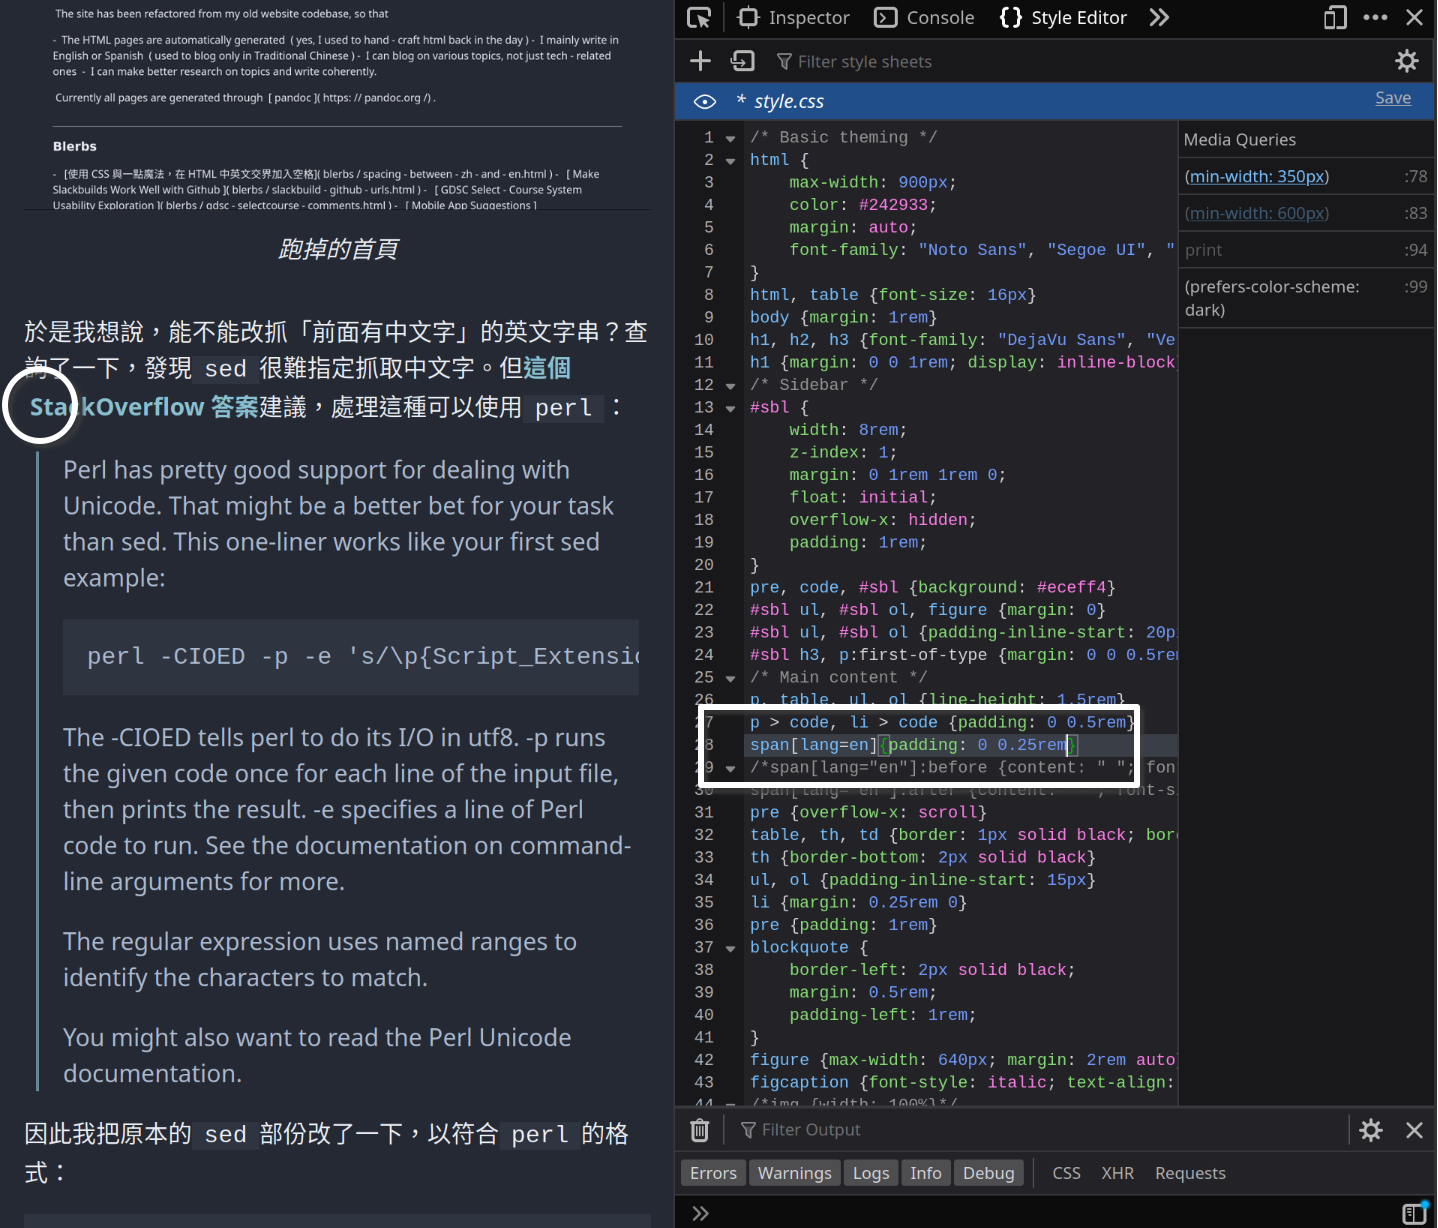 The site has been refactored from my old website codebase, so that
-  The HTML pages are automatically generated  ( yes, I used to hand - craft html back in the day ) -  I mainly write in
English or Spanish  ( used to blog only in Traditional Chinese ) -  I can blog on various topics, not just tech - related
ones  -  I can make better research on topics and write coherently.
Currently all pages are generated through  [ pandoc ]( https: // pandoc.org /) .
Blerbs
-  [使用 CSS 與一點魔法，在 HTML 中英文交界加入空格]( blerbs / spacing - between - zh - and - en.html ) -  [ Make
Slackbuilds Work Well with Github ]( blerbs / slackbuild - github - urls.html ) -  [ GDSC Select - Course System
Usability Exploration ]( blerbs / gdsc - selectcourse - comments.html ) -  [ Mobile App Suggestions ]
跑掉的首頁
於是我想說，能不能改抓「前面有中文字」的英文字串？查
詢了一下，發現 sed 很難指定抓取中文字。但這個
StackOverflow 答案建議，處理這種可以使用 perl ：
Perl has pretty good support for dealing with
Unicode. That might be a better bet for your task
than sed. This one-liner works like your first sed
example:
perl -CIOED -p -e 's/\p{Script_Extensio
The -CIOED tells perl to do its I/O in utf8. -p runs
the given code once for each line of the input file,
then prints the result. -e specifies a line of Perl
code to run. See the documentation on command-
line arguments for more.
The regular expression uses named ranges to
identify the characters to match.
You might also want to read the Perl Unicode
documentation.
因此我把原本的 sed 部份改了一下，以符合 perl 的格
式：
Inspector Console {} Style Editor
Filter style sheets
* style.css Save
1 /* Basic theming */
2 html {
3 max-width: 900px;
4 color: #242933;
5 margin: auto;
6 font-family: "Noto Sans", "Segoe UI", "
7 }
8 html, table {font-size: 16px}
9 body {margin: 1rem}
10 h1, h2, h3 {font-family: "DejaVu Sans", "Ve
11 h1 {margin: 0 0 1rem; display: inline-block
12 /* Sidebar */
13 #sbl {
14 width: 8rem;
15 z-index: 1;
16 margin: 0 1rem 1rem 0;
17 float: initial;
18 overflow-x: hidden;
19 padding: 1rem;
20 }
21 pre, code, #sbl {background: #eceff4}
22 #sbl ul, #sbl ol, figure {margin: 0}
23 #sbl ul, #sbl ol {padding-inline-start: 20p
24 #sbl h3, p:first-of-type {margin: 0 0 0.5re
25 /* Main content */
26 p, table, ul, ol {line-height: 1.5rem}
27 p > code, li > code {padding: 0 0.5rem}
28 span[lang=en]{padding: 0 0.25rem}
29 /*span[lang="en"]:before {content: " "; fon
30 span[lang="en"]:after {content: " "; font-s
31 pre {overflow-x: scroll}
32 table, th, td {border: 1px solid black; bor
33 th {border-bottom: 2px solid black}
34 ul, ol {padding-inline-start: 15px}
35 li {margin: 0.25rem 0}
36 pre {padding: 1rem}
37 blockquote {
38 border-left: 2px solid black;
39 margin: 0.5rem;
40 padding-left: 1rem;
41 }
42 figure {max-width: 640px; margin: 2rem auto
43 figcaption {font-style: italic; text-align:
44 /*img {width: 100%}*/
Media Queries
(min-width: 350px) :78
(min-width: 600px) :83
print :94
(prefers-color-scheme: :99
dark)
Filter Output
Errors Warnings Logs Info Debug CSS XHR Requests